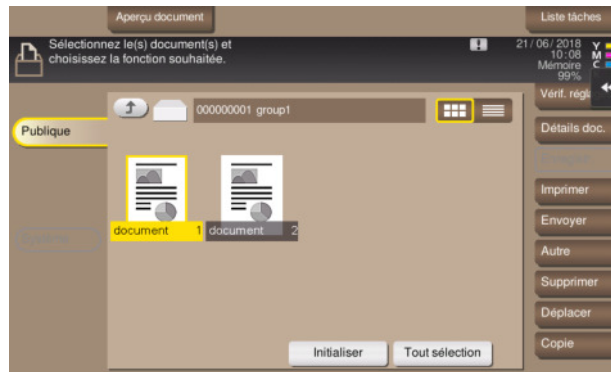 Aperçu document
Liste tâches
Sélectionnez le(s) document(s) et
choisissez la fonction souhaitée.
21/06/2018
10:08
Mémoire
99%
Y
M
C
Vérif. régl
000000001 group1
Publique
Détails doc.
Imprimer
Envoyer
Autre
Supprimer
Déplacer
Copie
document 1
document 2
Initialiser
Tout sélection